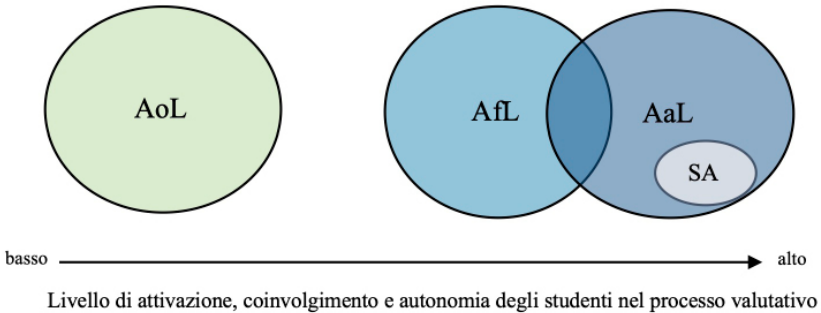 AoL
AfL
AaL
SA
basso
alto
Livello di attivazione, coinvolgimento e autonomia degli studenti nel processo valutativo